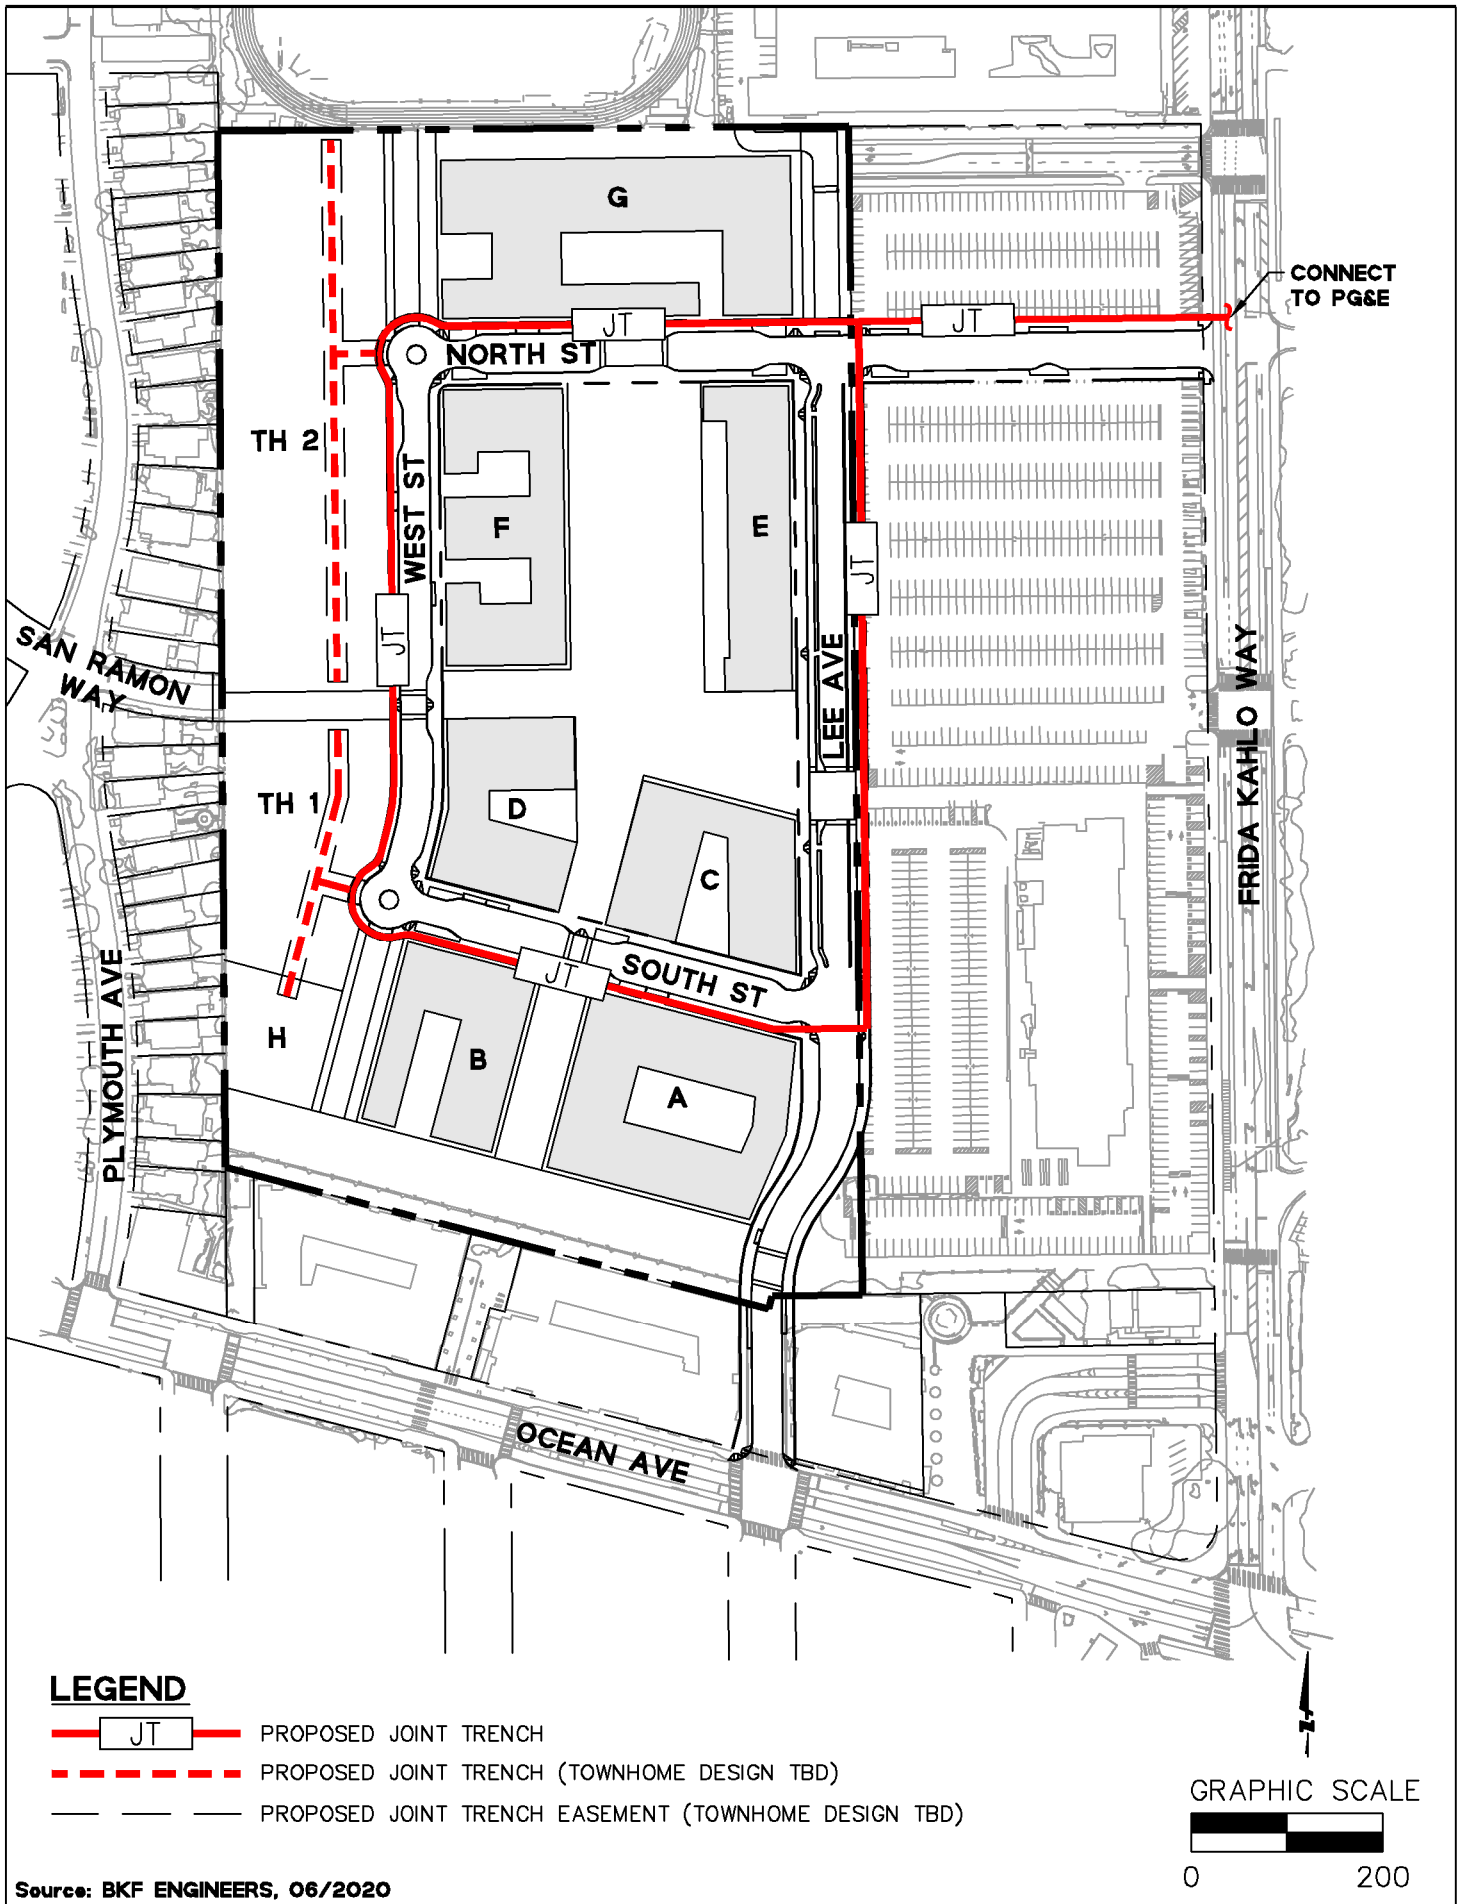 G
CONNECT
TO PG&E
JT
JT
NORTH ST
TH 2
WEST ST
F
E
JT
JT
SAN RAMON
WAY
LEE AVE
FRIDA KAHLO WAY
TH 1
D
C
PLYMOUTH AVE
JT
SOUTH ST
H
B
A
OCEAN AVE
LEGEND
JT PROPOSED JOINT TRENCH
PROPOSED JOINT TRENCH (TOWNHOME DESIGN TBD)
PROPOSED JOINT TRENCH EASEMENT (TOWNHOME DESIGN TBD)
Z
GRAPHIC SCALE
0 200
Source: BKF ENGINEERS, 06/2020